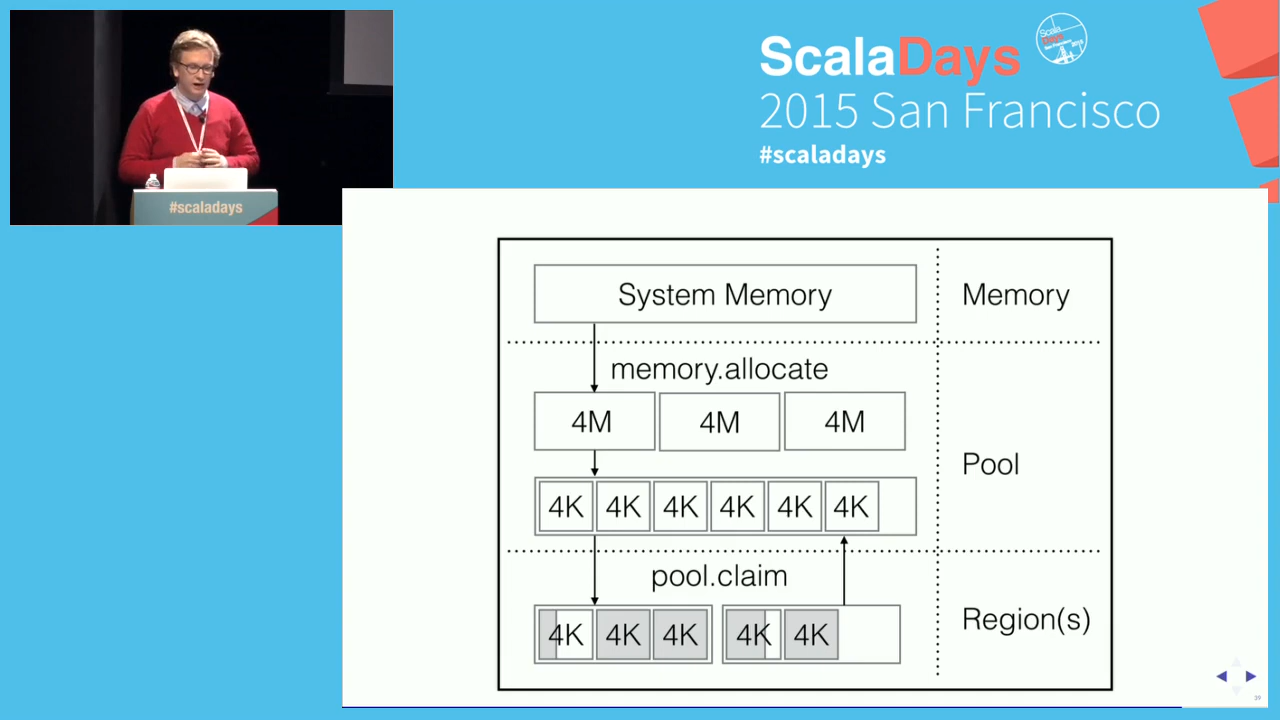 ScalaDays
2015 San Francisco
#scaladays
#scaladays
System Memory
Memory
memory.allocate
4M 4M 4M
Pool
4K 4K 4K 4K 4K 4K
pool.claim
4K 4K 4K 4K 4K
Region(s)
39